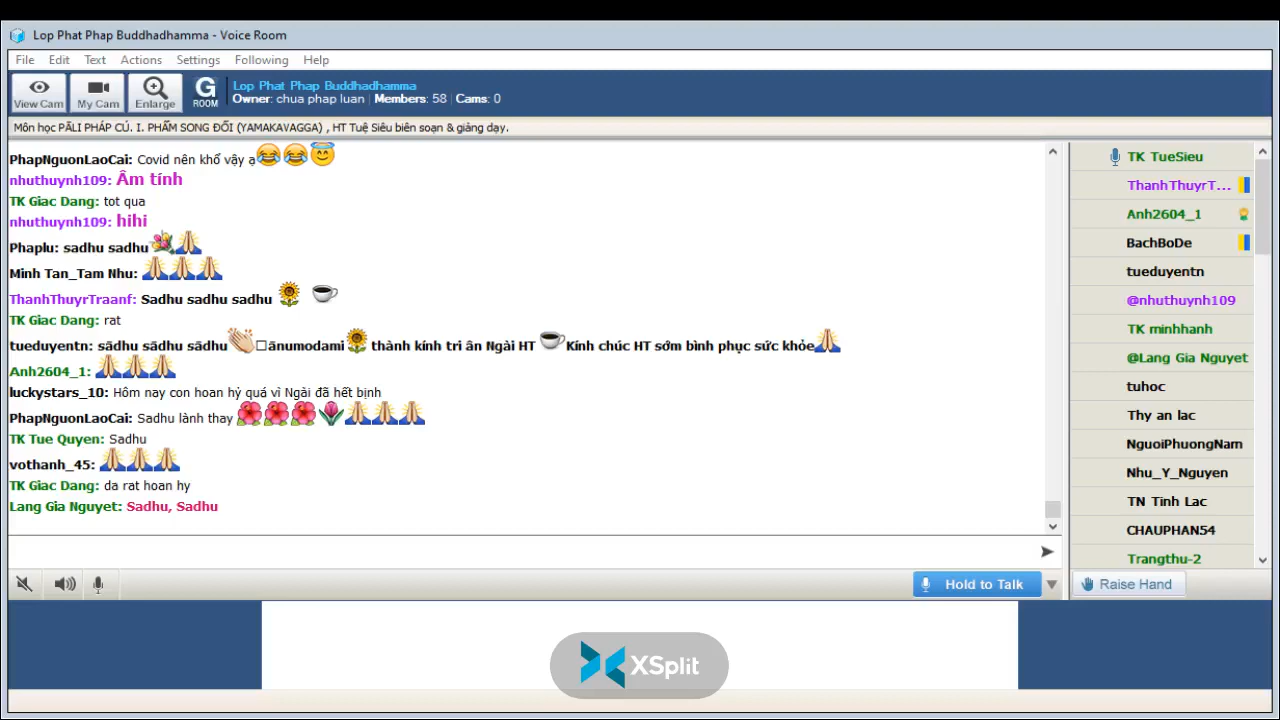 Lop Phat Phap Buddhadhamma - Voice Room
File Edit Text Actions Settings Following Help
View Cam My Cam Enlarge G ROOM
Lop Phat Phap Buddhadhamma
Owner: chua phap luan | Members: 58 | Cams: 0
Môn học PĀLI PHÁP CÚ. I. PHẨM SONG ĐỐI (YAMAKAVAGGA) , HT Tuệ Siêu biên soạn & giảng dạy.
PhapNguonLaoCai: Covid nên khổ vậy ạ😂😂😇
nhuthuynh109: Âm tính
TK Giac Dang: tot qua
nhuthuynh109: hihi
Phaplu: sadhu sadhu💐🙏
Minh Tan_Tam Nhu: 🙏🙏🙏
ThanhThuyrTraanf: Sadhu sadhu sadhu 🌻 ☕
TK Giac Dang: rat
tueduyentn: sādhu sādhu sādhu👏□ānumodami🌻 thành kính tri ân Ngài HT ☕Kính chúc HT sớm bình phục sức khỏe🙏
Anh2604_1: 🙏🙏🙏
luckystars_10: Hôm nay con hoan hỷ quá vì Ngài đã hết bịnh
PhapNguonLaoCai: Sadhu lành thay 🌺🌺🌺🌷🙏🙏🙏
TK Tue Quyen: Sadhu
vothanh_45: 🙏🙏🙏
TK Giac Dang: da rat hoan hy
Lang Gia Nguyet: Sadhu, Sadhu
Hold to Talk
TK TueSieu
ThanhThuyrT...
Anh2604_1
BachBoDe
tueduyentn
@nhuthuynh109
TK minhhanh
@Lang Gia Nguyet
tuhoc
Thy an lac
NguoiPhuongNam
Nhu_Y_Nguyen
TN Tinh Lac
CHAUPHAN54
Trangthu-2
Raise Hand
XSplit